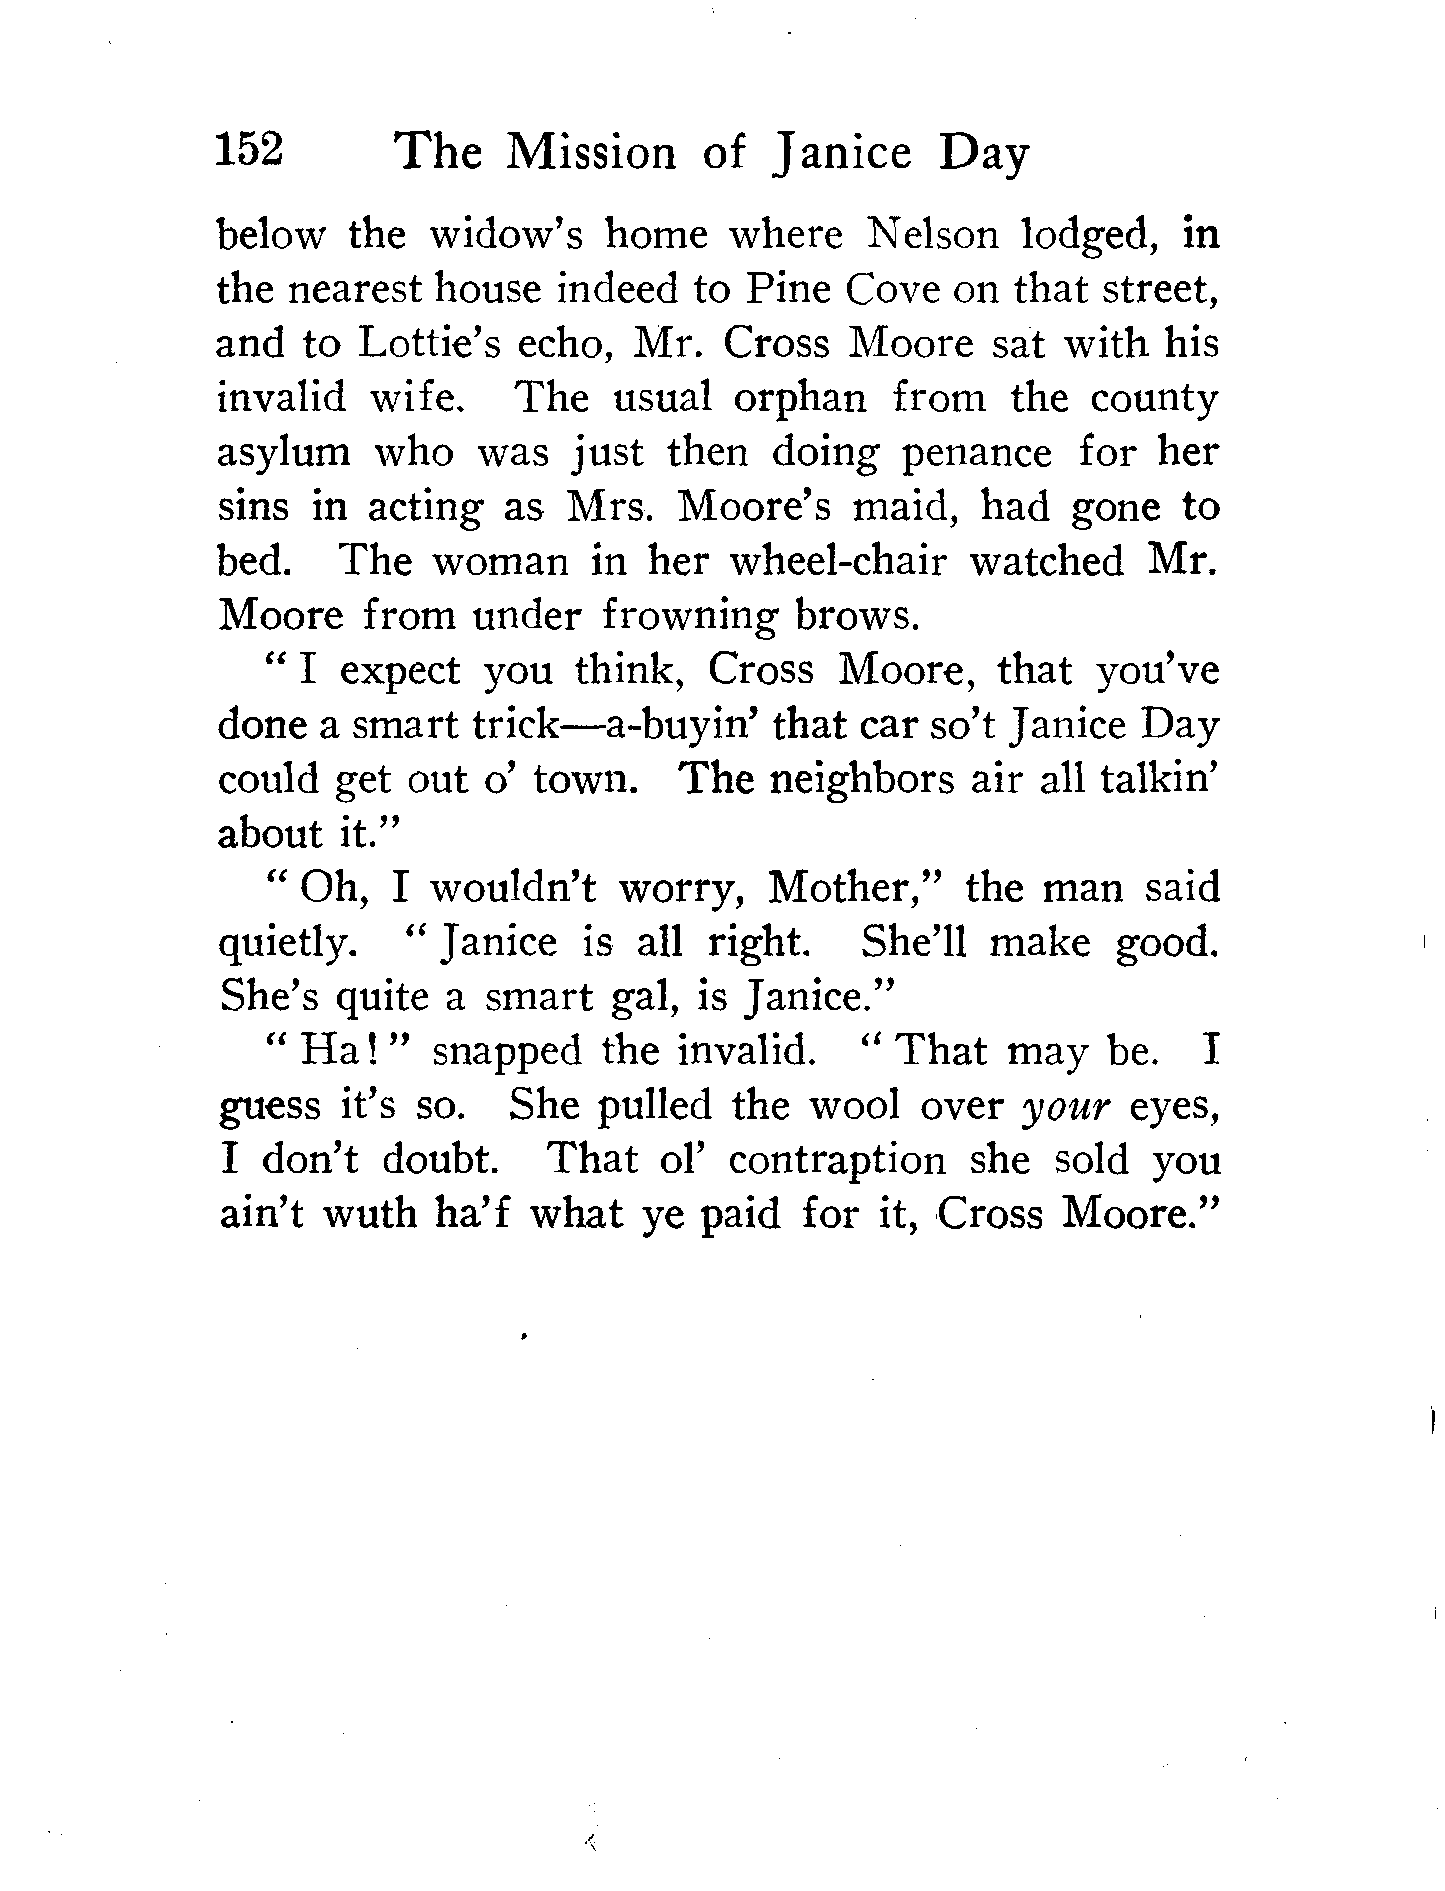 152 The Mission of Janice Day
below the widow's home where Nelson lodged, in
the nearest house indeed to Pine Cove on that street,
and to Lottie's echo, Mr. Cross Moore sat with his
invalid wife. The usual orphan from the county
asylum who was just then doing penance for her
sins in acting as Mrs. Moore's maid, had gone to
bed. The woman in her wheel-chair watched Mr.
Moore from under frowning brows.
" I expect you think, Cross Moore, that you've
done a smart trick—a-buyin' that car so't Janice Day
could get out o' town. The neighbors air all talkin'
about it."
" Oh, I wouldn't worry, Mother," the man said
quietly. " Janice is all right. She'll make good.
She's quite a smart gal, is Janice."
" Ha! " snapped the invalid. " That may be. I
guess it's so. She pulled the wool over your eyes,
I don't doubt. That ol' contraption she sold you
ain't wuth ha'f what ye paid for it, Cross Moore."